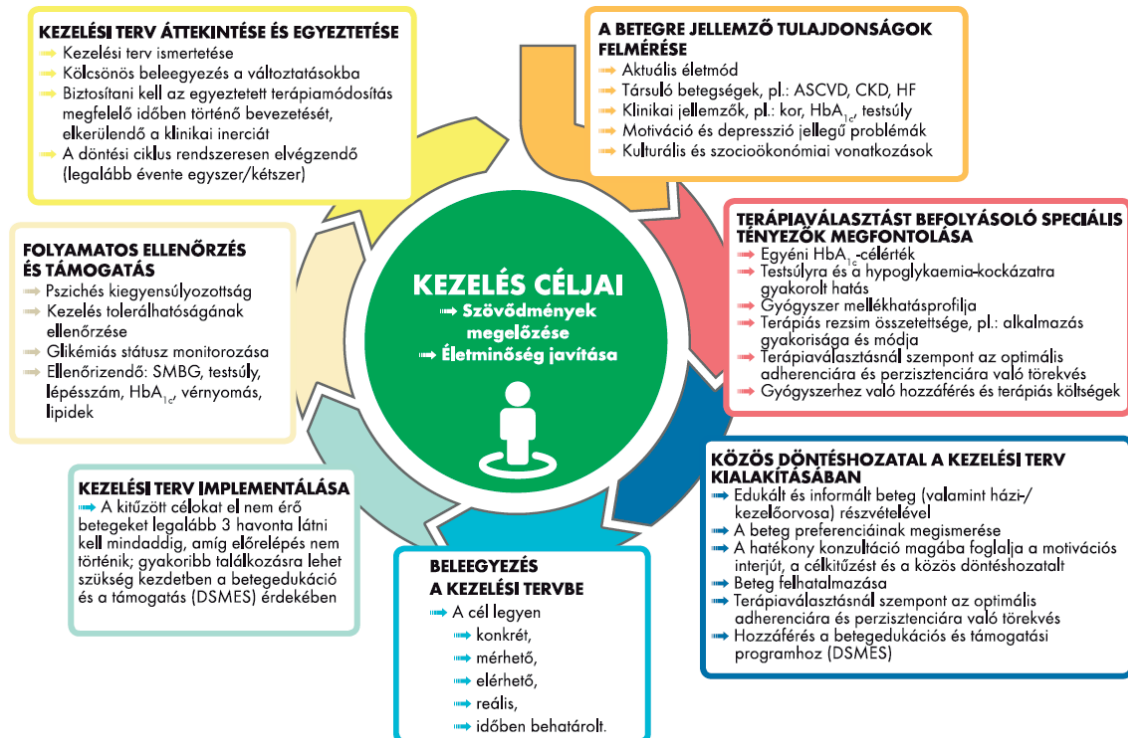 KEZELÉSI TERV ÁTTEKINTÉSE ÉS EGYEZTETÉSE
Kezelési terv ismertetése
Kölcsönös beleegyezés a változtatásokba
Biztosítani kell az egyeztetett terápiamódosítás
megfelelő időben történő bevezetését,
elkerülendő a klinikai inerciát
A döntési ciklus rendszeresen elvégzendő
(legalább évente egyszer/kétszer)
A BETEGRE JELLEMZŐ TULAJDONSÁGOK
FELMÉRÉSE
Aktuális életmód
Társuló betegségek, pl.: ASCVD, CKD, HF
Klinikai jellemzők, pl.: kor, HbA1c, testsúly
Motiváció és depresszió jellegű problémák
Kulturális és szocioökonómiai vonatkozások
TERÁPIAVÁLASZTÁST BEFOLYÁSOLÓ SPECIÁLIS
TÉNYEZŐK MEGFONTOLÁSA
Egyéni HbA1c-célérték
Testsúlyra és a hypoglykaemia-kockázatra
gyakorolt hatás
Gyógyszer mellékhatásprofilja
Terápiás rezsim összetettsége, pl.: alkalmazás
gyakorisága és módja
Terápiaválasztásnál szempont az optimális
adherenciára és perzisztenciára való törekvés
Gyógyszerhez való hozzáférés és terápiás költségek
KÖZÖS DÖNTÉSHOZATAL A KEZELÉSI TERV
KIALAKÍTÁSÁBAN
Edukált és informált beteg (valamint házi-/
kezelőorvosa) részvételével
A beteg preferenciáinak megismerése
A hatékony konzultáció magába foglalja a motivációs
interjút, a célkitűzést és a közös döntéshozatalt
Beteg felhatalmazása
Terápiaválasztásnál szempont az optimális
adherenciára és perzisztenciára való törekvés
Hozzáférés a betegedukációs és támogatási
programhoz (DSMES)
BELEEGYEZÉS
A KEZELÉSI TERVBE
A cél legyen
konkrét,
mérhető,
elérhető,
reális,
időben behatárolt.
KEZELÉSI TERV IMPLEMENTÁLÁSA
A kitűzött célokat el nem érő
betegeket legalább 3 havonta látni
kell mindaddig, amíg előrelépés nem
történik; gyakoribb találkozásra lehet
szükség kezdetben a betegedukáció
és a támogatás (DSMES) érdekében
FOLYAMATOS ELLENŐRZÉS
ÉS TÁMOGATÁS
Pszichés kiegyensúlyozottság
Kezelés tolerálhatóságának
ellenőrzése
Glikémiás státusz monitorozása
Ellenőrizendő: SMBG, testsúly,
lépésszám, HbA1c, vérnyomás,
lipidek
KEZELÉS CÉLJAI
Szövődmények
megelőzése
Életminőség javítása